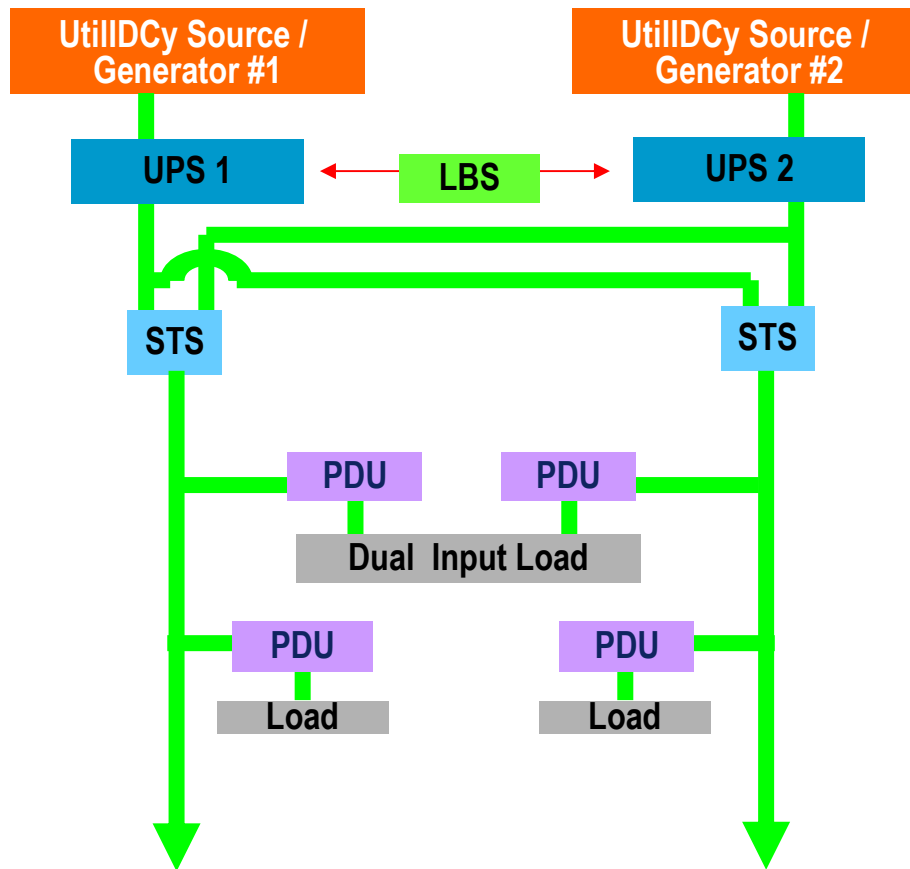 UtilIDCy Source /
Generator #1
UtilIDCy Source /
Generator #2
UPS 1
LBS
UPS 2
STS
STS
PDU
PDU
Dual Input Load
PDU
PDU
Load
Load